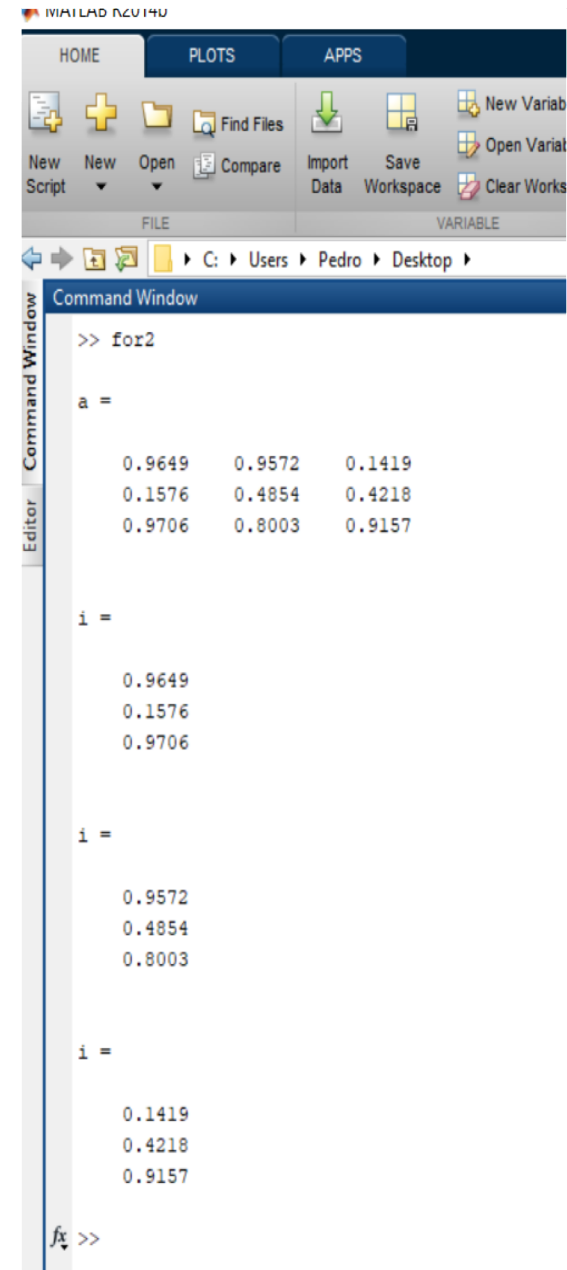 MATLAB R2014b
HOME PLOTS APPS
New Script
New
Open
Find Files
Compare
Import Data
Save Workspace
New Variab
Open Variab
Clear Works
FILE VARIABLE
C: Users Pedro Desktop
Command Window
Editor
Command Window
>> for2
a =
0.9649 0.9572 0.1419
0.1576 0.4854 0.4218
0.9706 0.8003 0.9157
i =
0.9649
0.1576
0.9706
i =
0.9572
0.4854
0.8003
i =
0.1419
0.4218
0.9157
fx >>